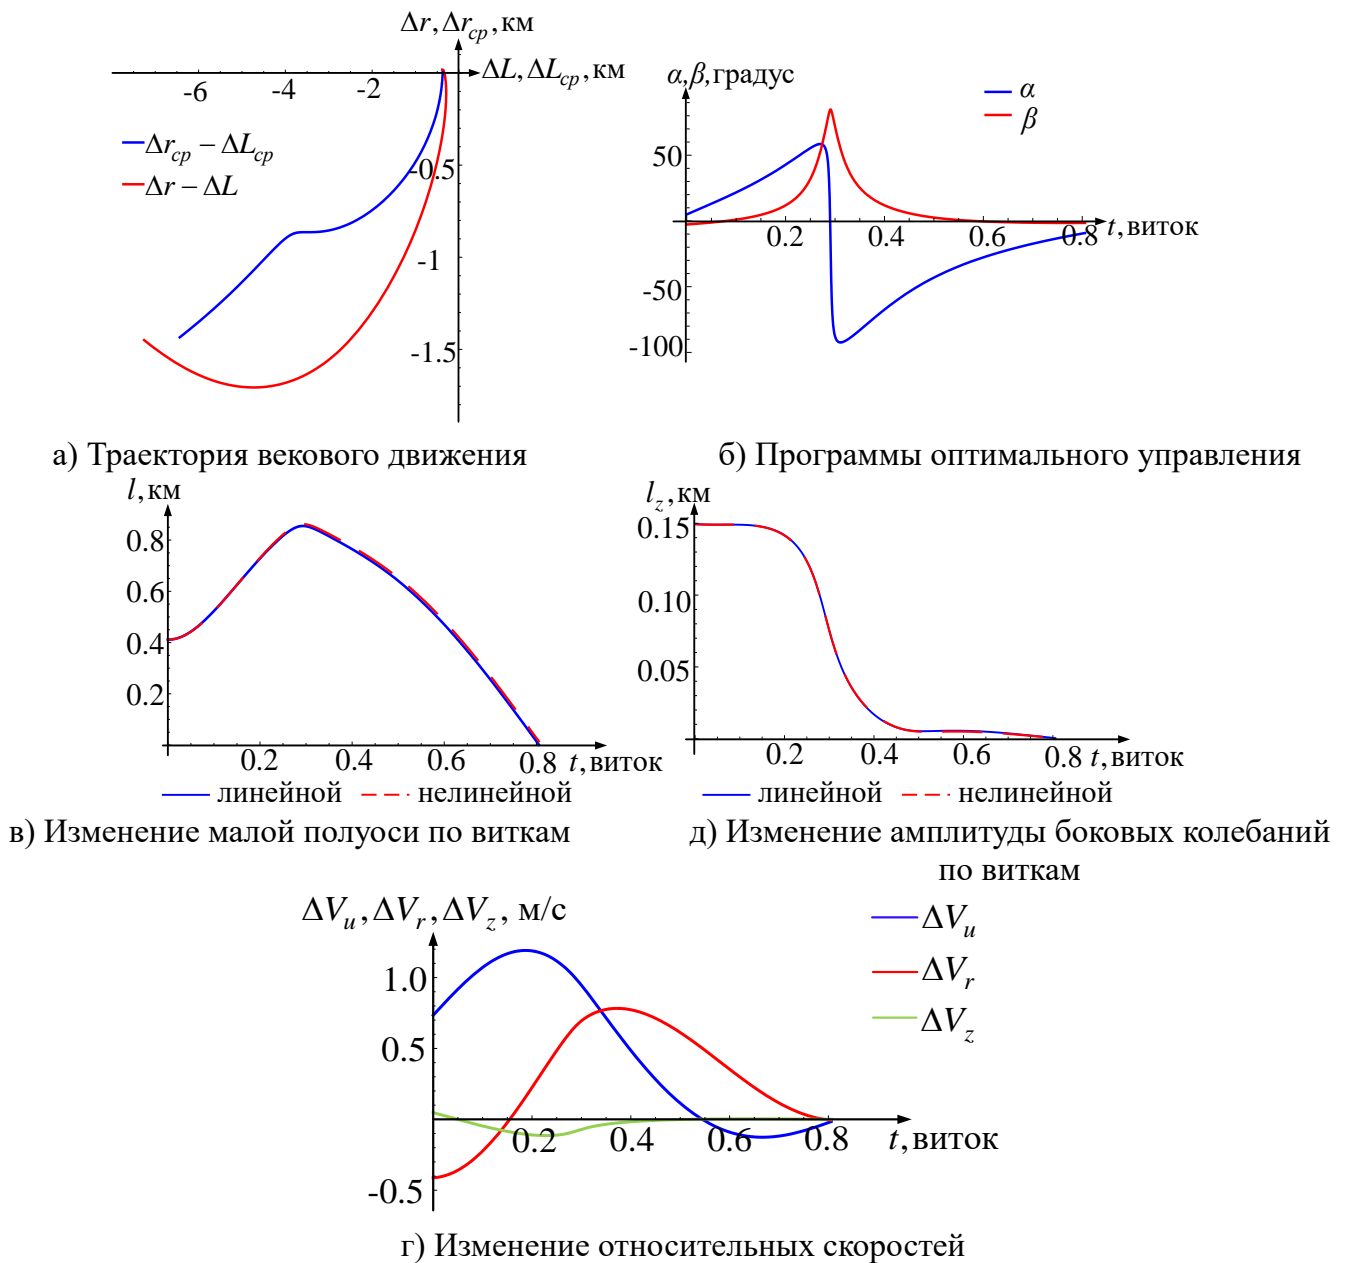 Δr, Δr_cp, км
ΔL, ΔL_cp, км
-6 -4 -2
Δr_cp − ΔL_cp
Δr − ΔL
-0.5
-1
-1.5
α,β,градус
α
β
50
-50
-100
0.2 0.4 0.6 0.8 t, виток
а) Траектория векового движения
б) Программы оптимального управления
l, км
0.8
0.6
0.4
0.2
0.2 0.4 0.6 0.8 t, виток
линейной нелинейной
в) Изменение малой полуоси по виткам
l_z, км
0.15
0.10
0.05
0.2 0.4 0.6 0.8 t, виток
линейной нелинейной
д) Изменение амплитуды боковых колебаний
по виткам
ΔV_u, ΔV_r, ΔV_z, м/с
ΔV_u
ΔV_r
ΔV_z
1.0
0.5
-0.5
0.2 0.4 0.6 0.8 t, виток
г) Изменение относительных скоростей